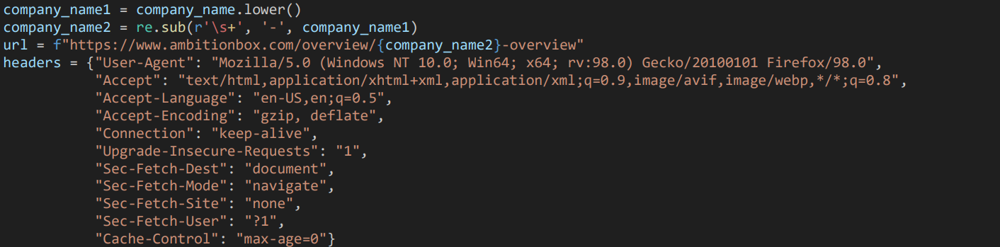 company_name1 = company_name.lower()
company_name2 = re.sub(r'\s+', '-', company_name1)
url = f"https://www.ambitionbox.com/overview/{company_name2}-overview"
headers = {"User-Agent": "Mozilla/5.0 (Windows NT 10.0; Win64; x64; rv:98.0) Gecko/20100101 Firefox/98.0",
"Accept": "text/html,application/xhtml+xml,application/xml;q=0.9,image/avif,image/webp,*/*;q=0.8",
"Accept-Language": "en-US,en;q=0.5",
"Accept-Encoding": "gzip, deflate",
"Connection": "keep-alive",
"Upgrade-Insecure-Requests": "1",
"Sec-Fetch-Dest": "document",
"Sec-Fetch-Mode": "navigate",
"Sec-Fetch-Site": "none",
"Sec-Fetch-User": "?1",
"Cache-Control": "max-age=0"}